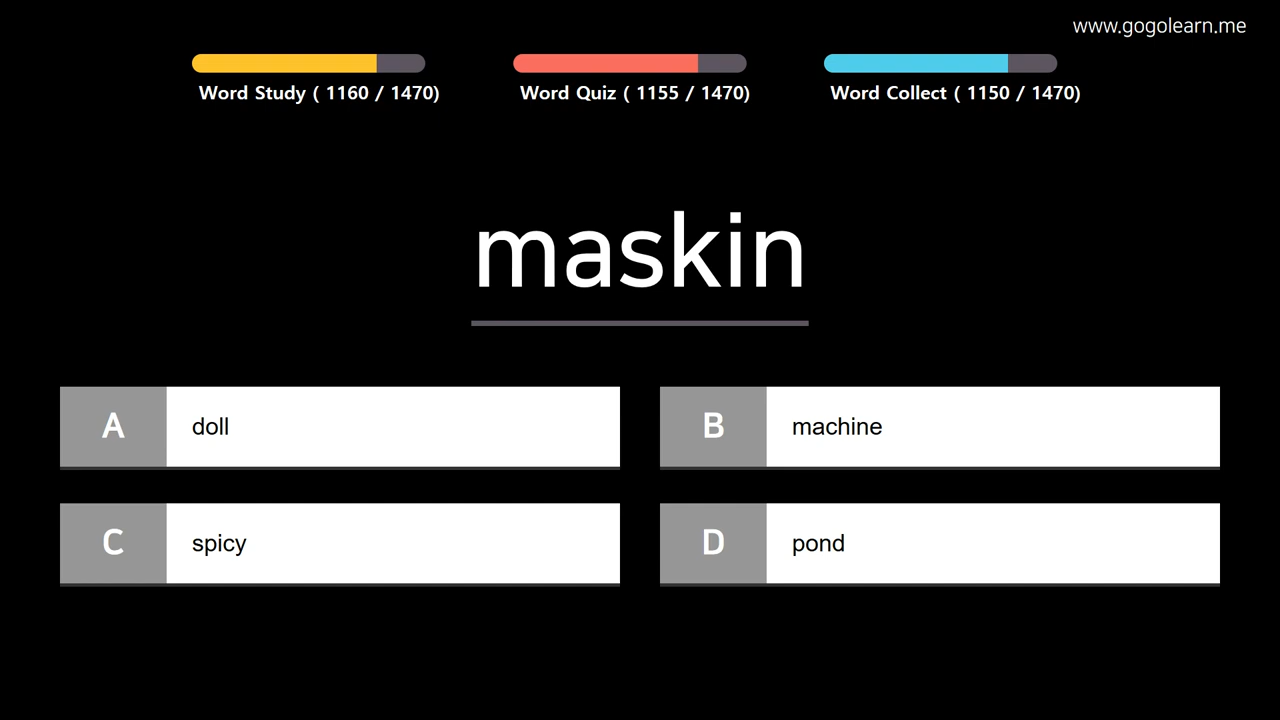 www.gogolearn.me
Word Study ( 1160 / 1470)
Word Quiz ( 1155 / 1470)
Word Collect ( 1150 / 1470)
maskin
A doll
B machine
C spicy
D pond